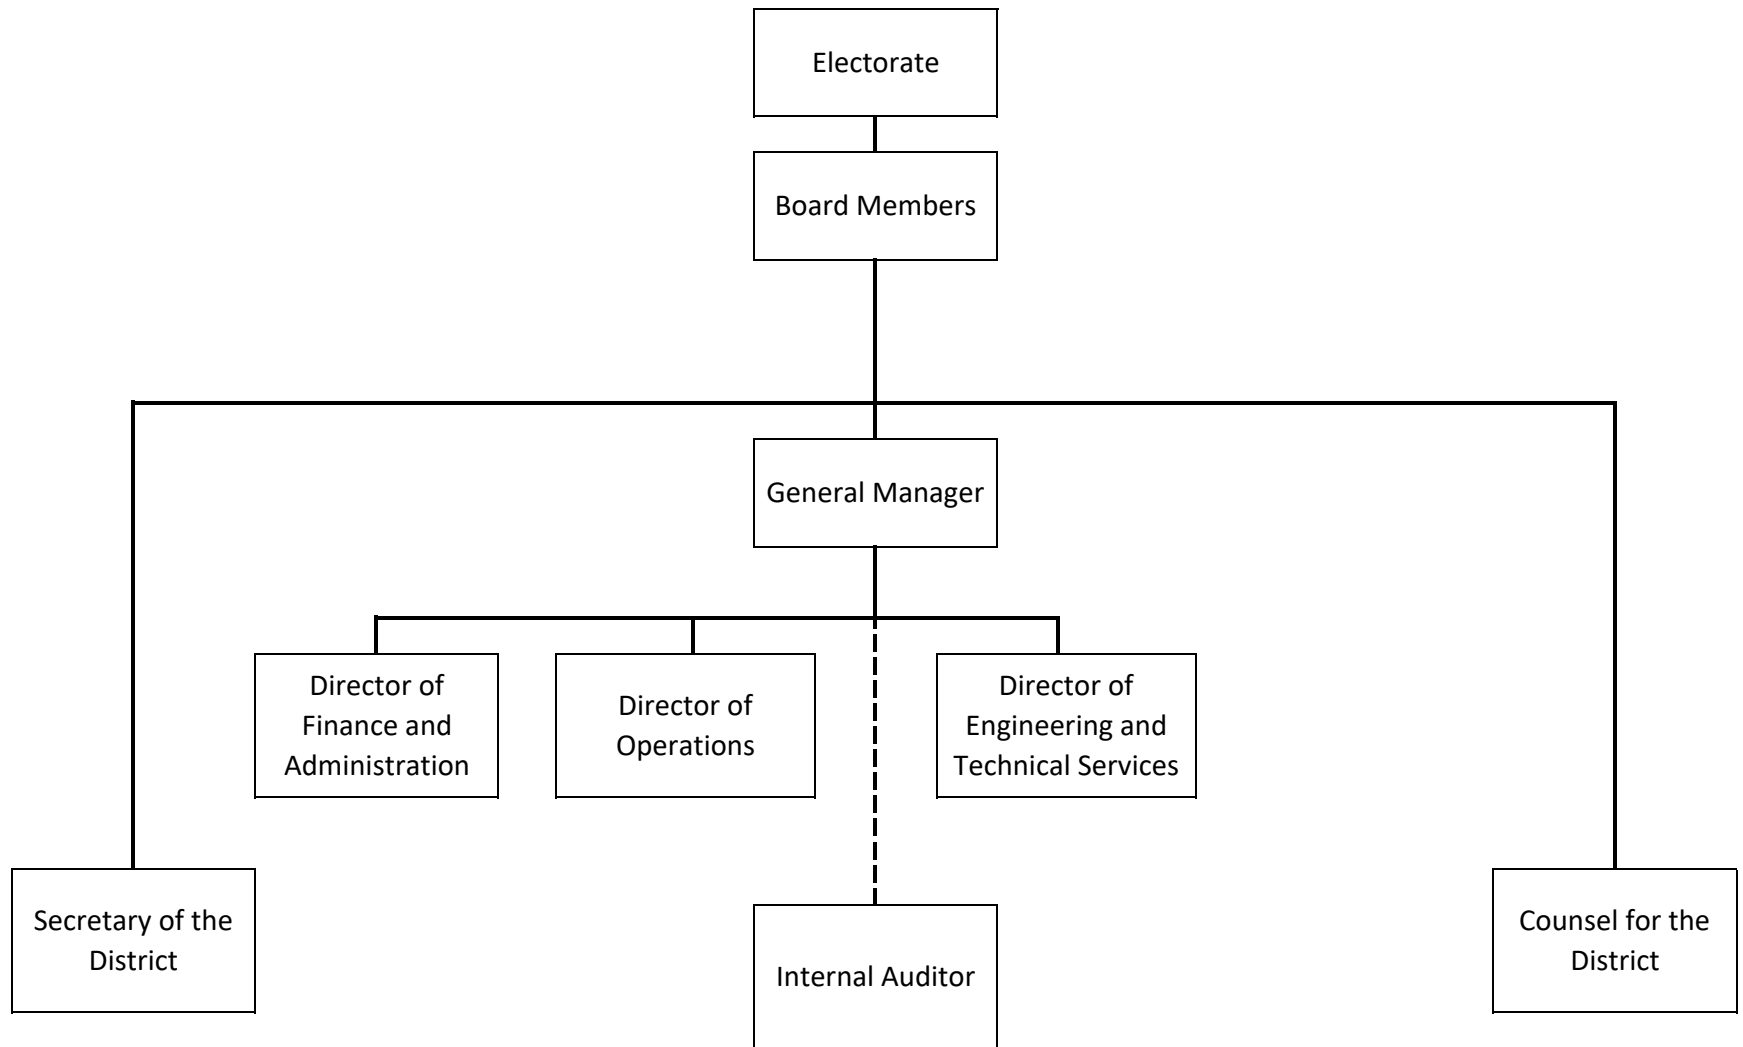 Electorate
Board Members
General Manager
Director of
Finance and
Administration
Director of
Operations
Director of
Engineering and
Technical Services
Secretary of the
District
Internal Auditor
Counsel for the
District